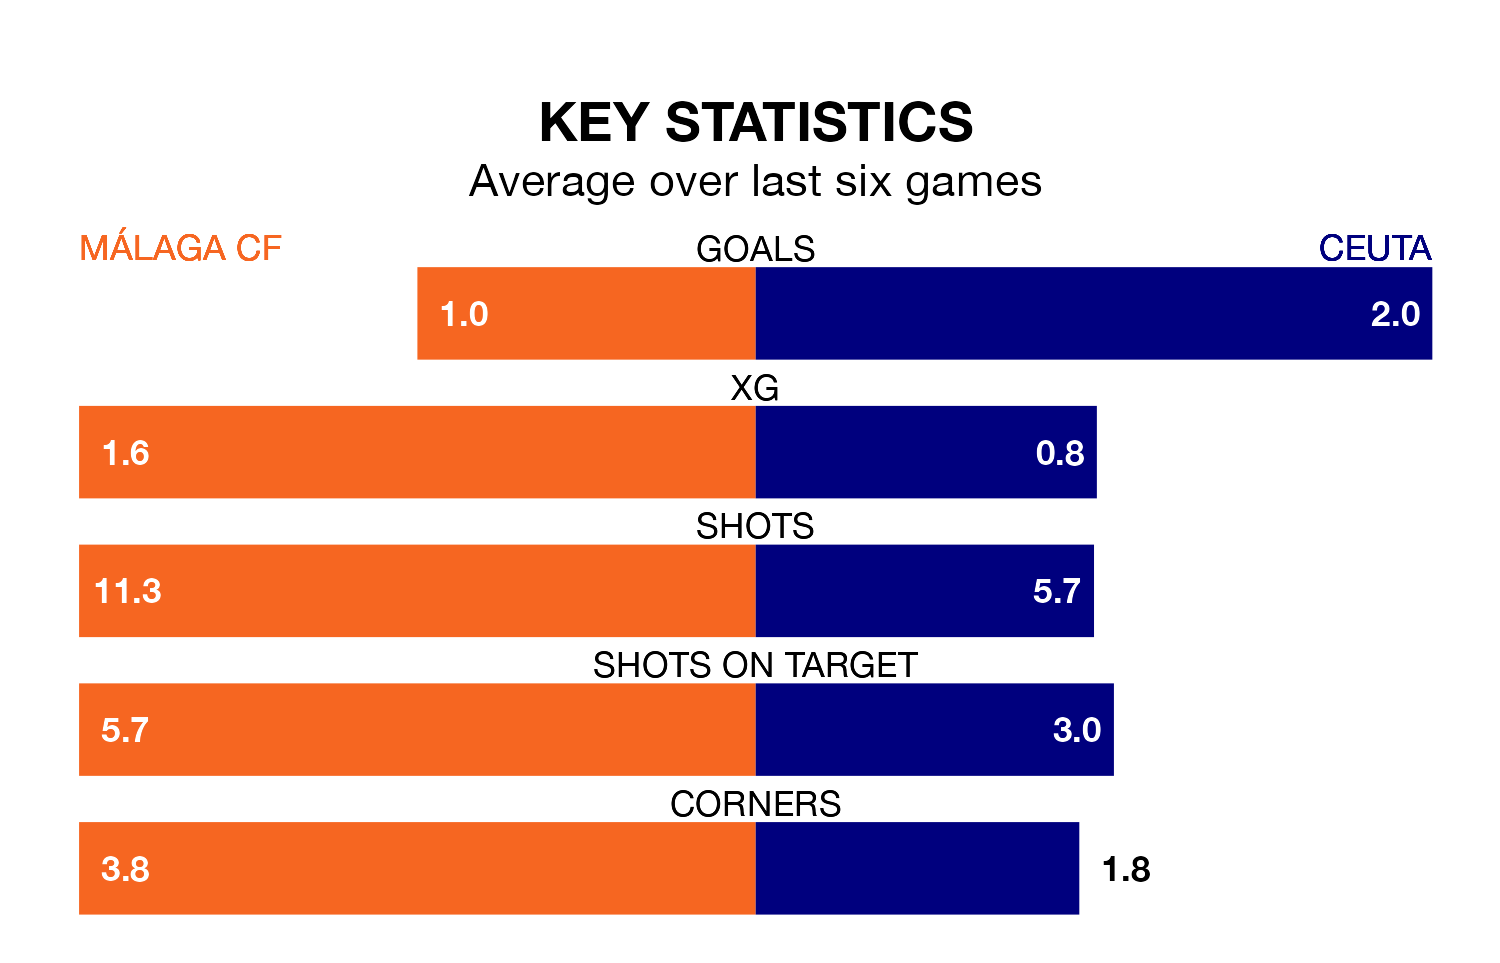 KEY STATISTICS
Average over last six games
MÁLAGA CF GOALS CEUTA
1.0 2.0
XG
1.6 0.8
SHOTS
11.3 5.7
SHOTS ON TARGET
5.7 3.0
CORNERS
3.8 1.8